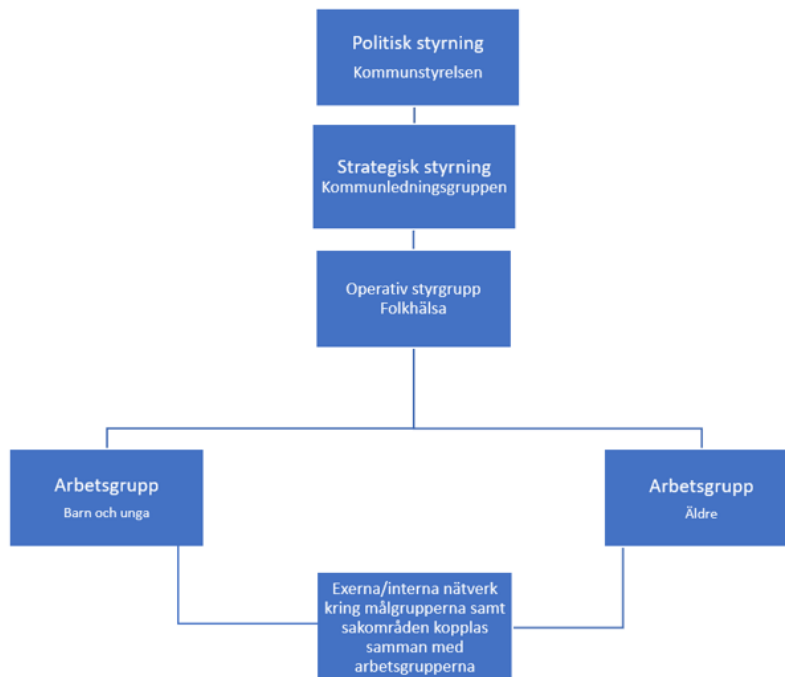 Politisk styrning
Kommunstyrelsen
Strategisk styrning
Kommunledningsgruppen
Operativ styrgrupp
Folkhälsa
Arbetsgrupp
Barn och unga
Arbetsgrupp
Äldre
Exerna/interna nätverk
kring målgrupperna samt
sakområden kopplas
samman med
arbetsgrupperna